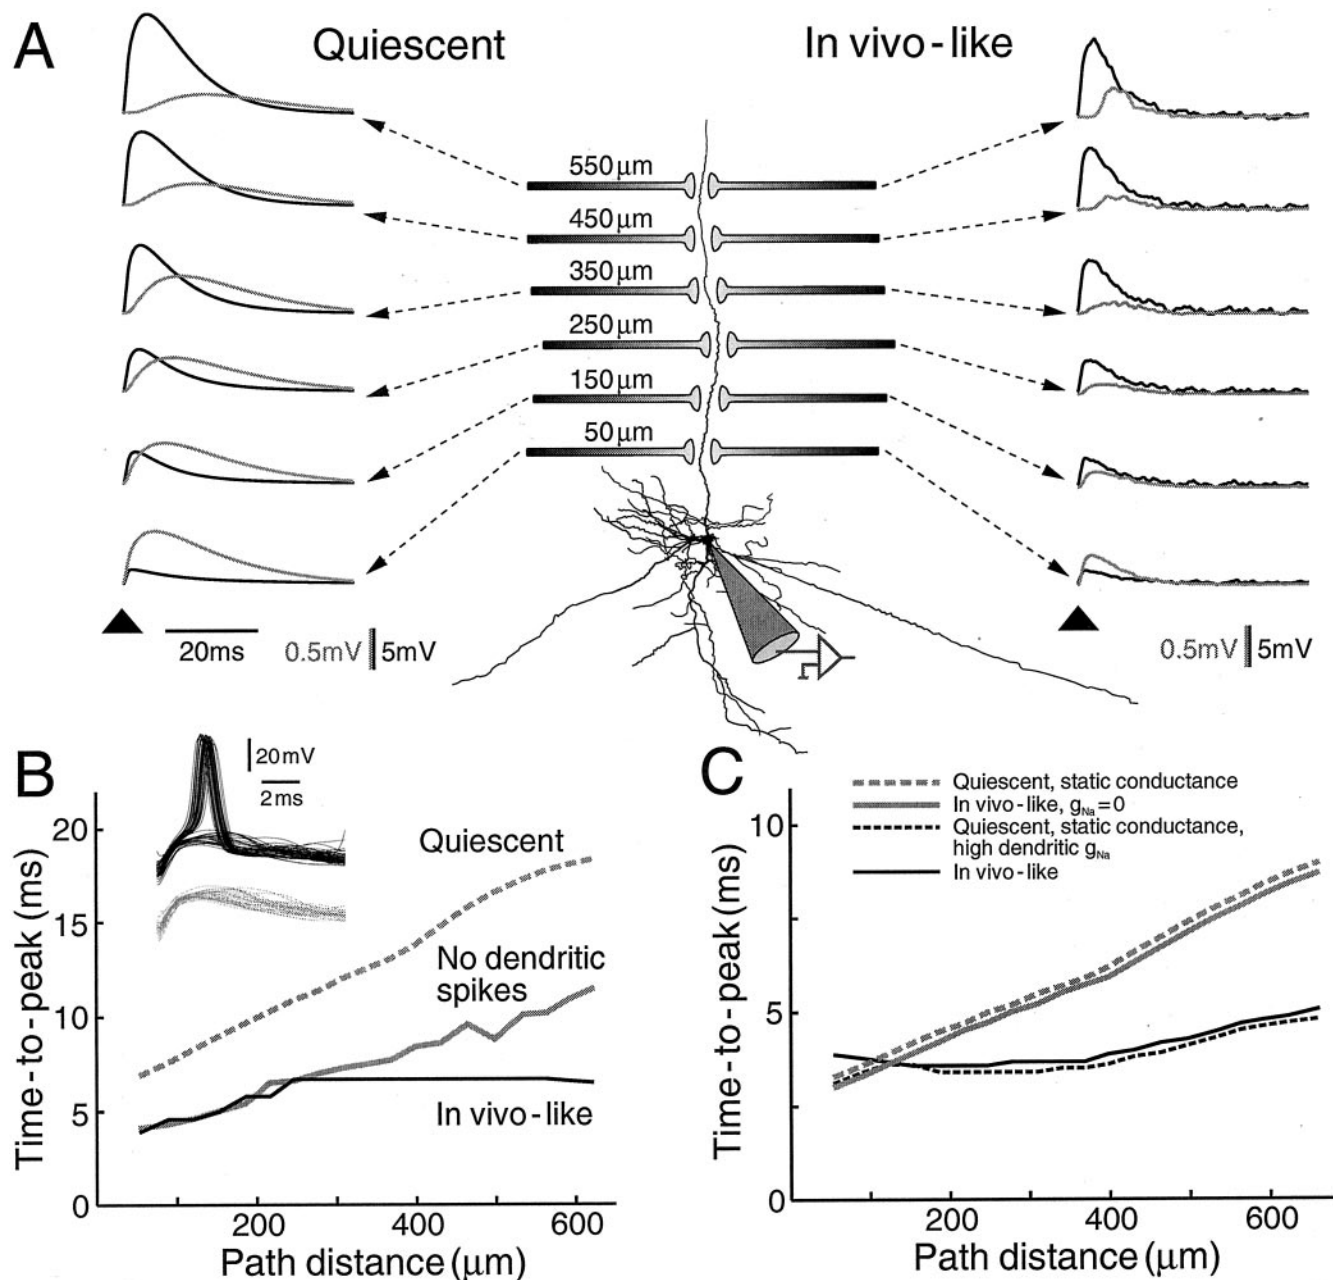 A
Quiescent
In vivo-like
550 μm
450 μm
350 μm
250 μm
150 μm
50 μm
20ms
0.5mV
5mV
0.5mV
5mV
B
20mV
2ms
20
15
10
5
0
Time-to-peak (ms)
Quiescent
No dendritic
spikes
In vivo-like
200
400
600
Path distance (μm)
C
Quiescent, static conductance
In vivo-like, gNa=0
Quiescent, static conductance,
high dendritic gNa
In vivo-like
10
5
0
Time-to-peak (ms)
200
400
600
Path distance (μm)